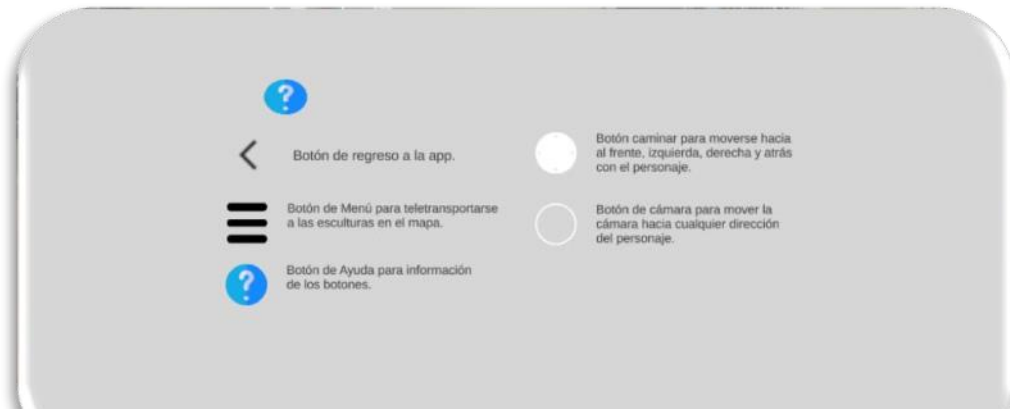 ?
Botón de regreso a la app.
Botón de Menú para teletransportarse
a las esculturas en el mapa.
?
Botón de Ayuda para información
de los botones.
Botón caminar para moverse hacia
al frente, izquierda, derecha y atrás
con el personaje.
Botón de cámara para mover la
cámara hacia cualquier dirección
del personaje.